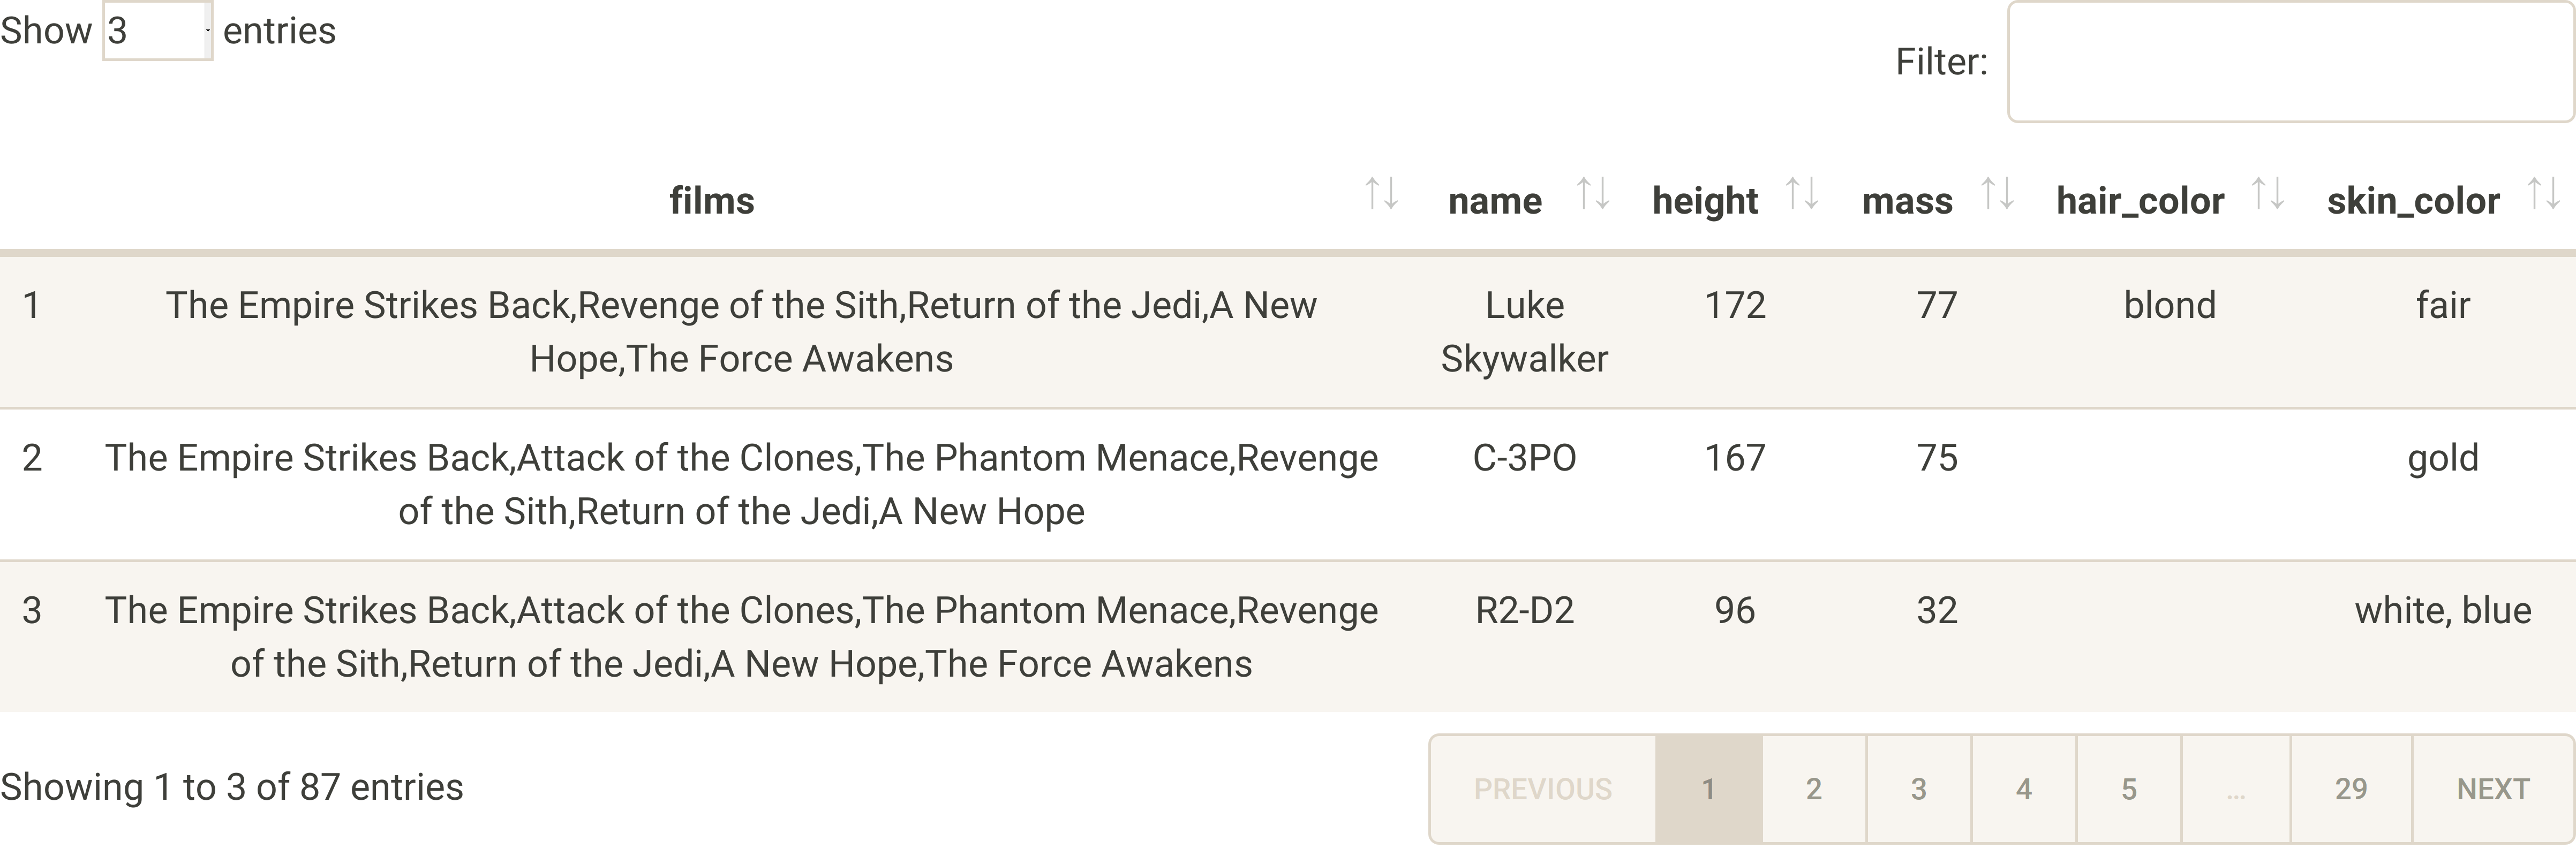 Show 3 entries
Filter:
films name height mass hair_color skin_color
1 The Empire Strikes Back,Revenge of the Sith,Return of the Jedi,A New Luke 172 77 blond fair
Hope,The Force Awakens Skywalker
2 The Empire Strikes Back,Attack of the Clones,The Phantom Menace,Revenge C-3PO 167 75 gold
of the Sith,Return of the Jedi,A New Hope
3 The Empire Strikes Back,Attack of the Clones,The Phantom Menace,Revenge R2-D2 96 32 white, blue
of the Sith,Return of the Jedi,A New Hope,The Force Awakens
Showing 1 to 3 of 87 entries PREVIOUS 1 2 3 4 5 … 29 NEXT